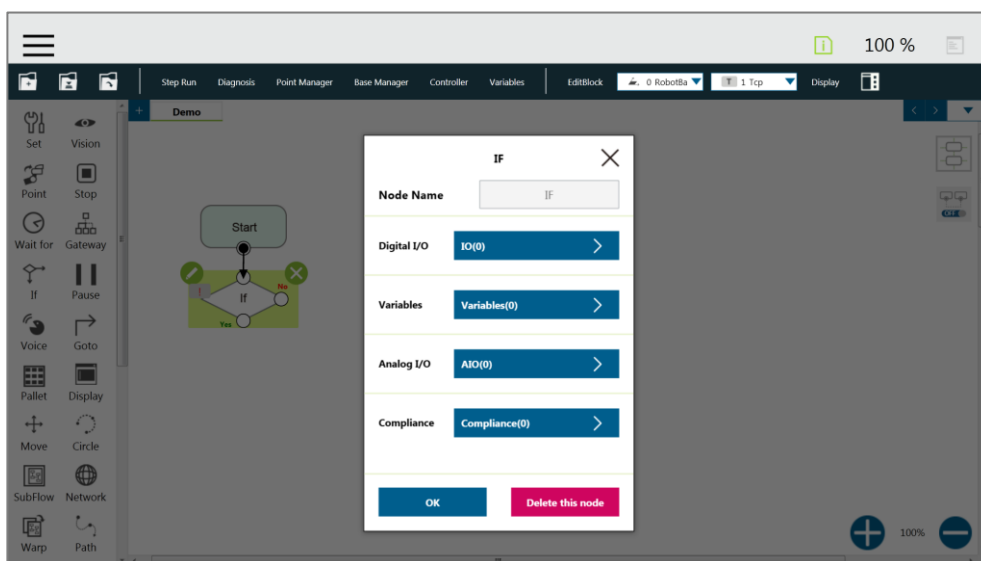 100 %
Step Run Diagnosis Point Manager Base Manager Controller Variables EditBlock 0 RobotBa T 1 Tcp Display
+ Demo
Set Vision
Point Stop
Wait for Gateway
If Pause
Voice Goto
Pallet Display
Move Circle
SubFlow Network
Warp Path
Start
1 If No
Yes
IF
Node Name IF
Digital I/O IO(0)
Variables Variables(0)
Analog I/O AIO(0)
Compliance Compliance(0)
OK Delete this node
OFF
100%